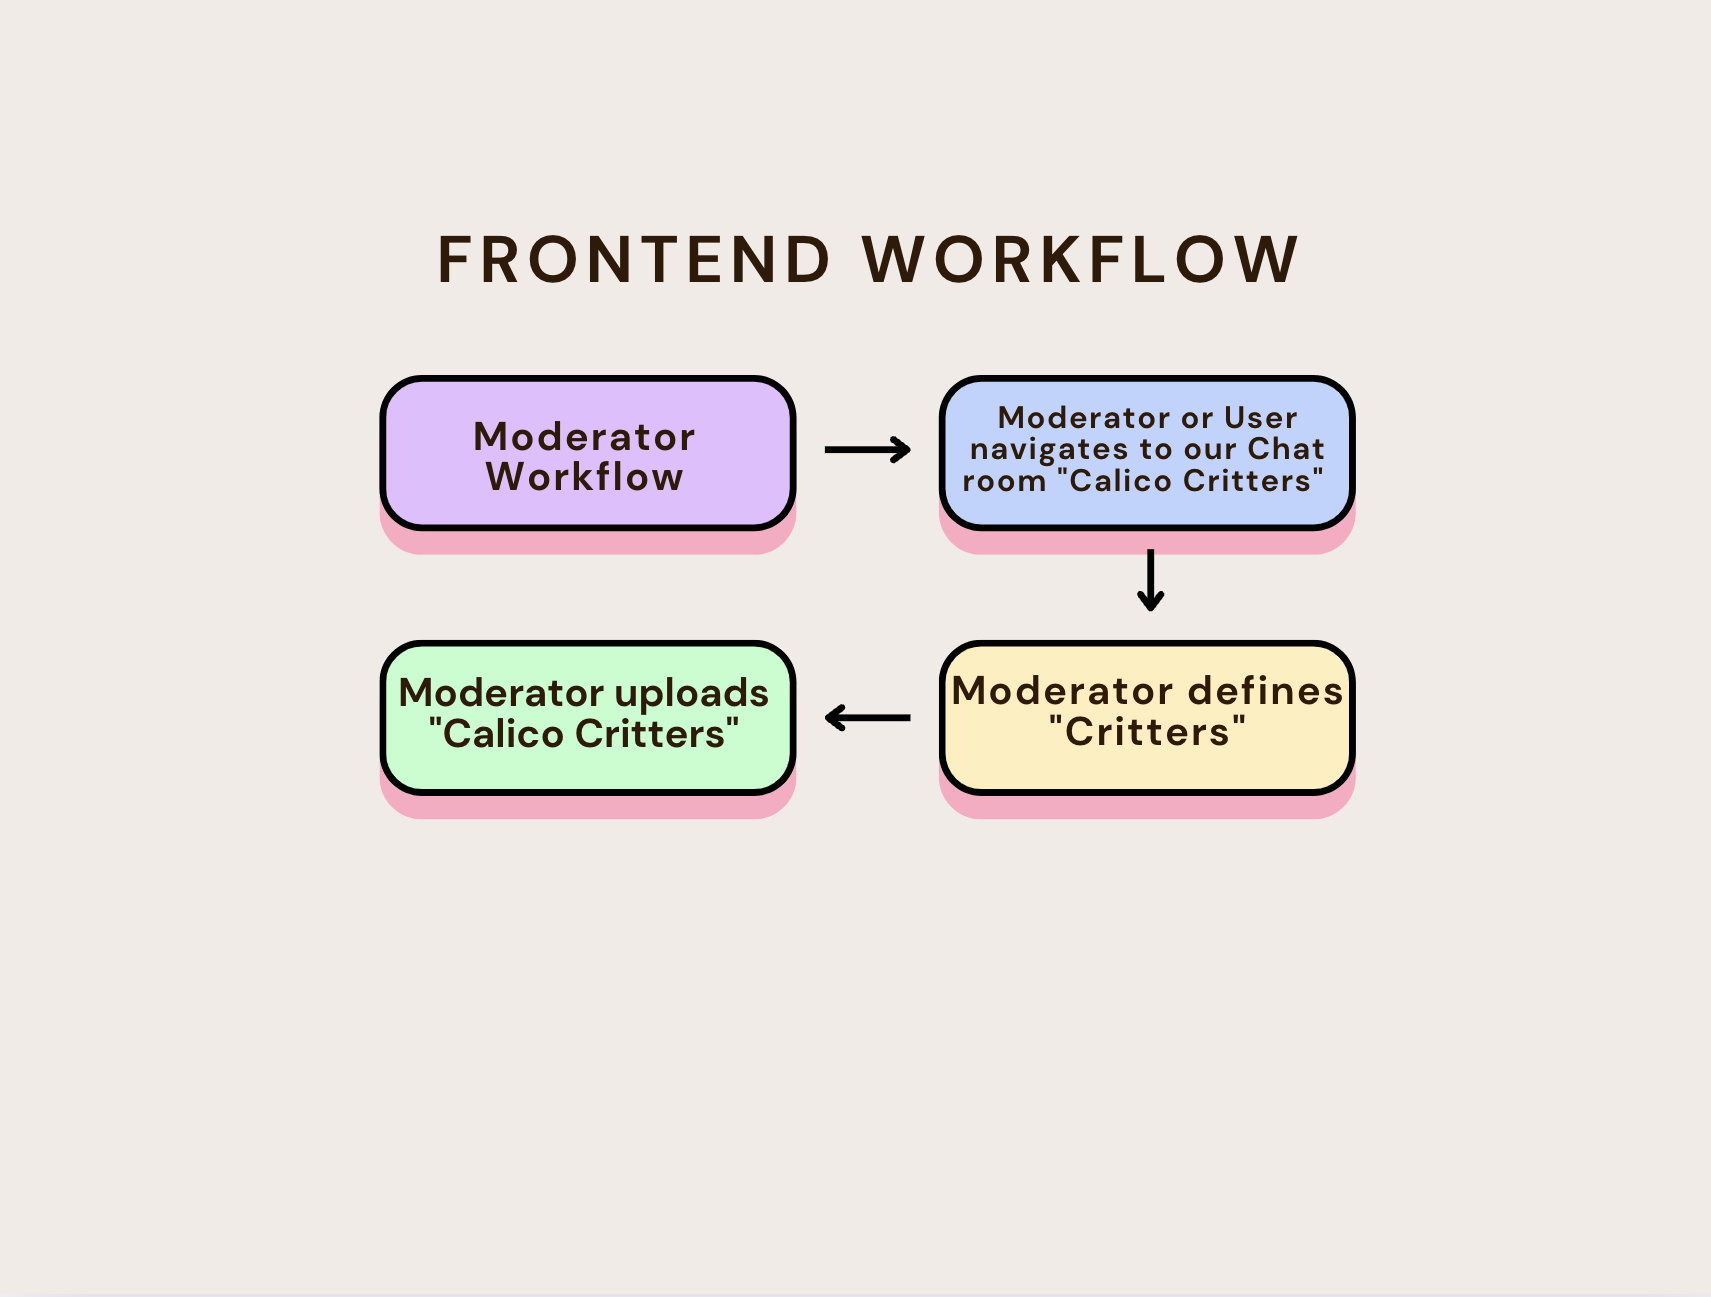 FRONTEND WORKFLOW
Moderator
Workflow
Moderator or User
navigates to our Chat
room "Calico Critters"
Moderator defines
"Critters"
Moderator uploads
"Calico Critters"